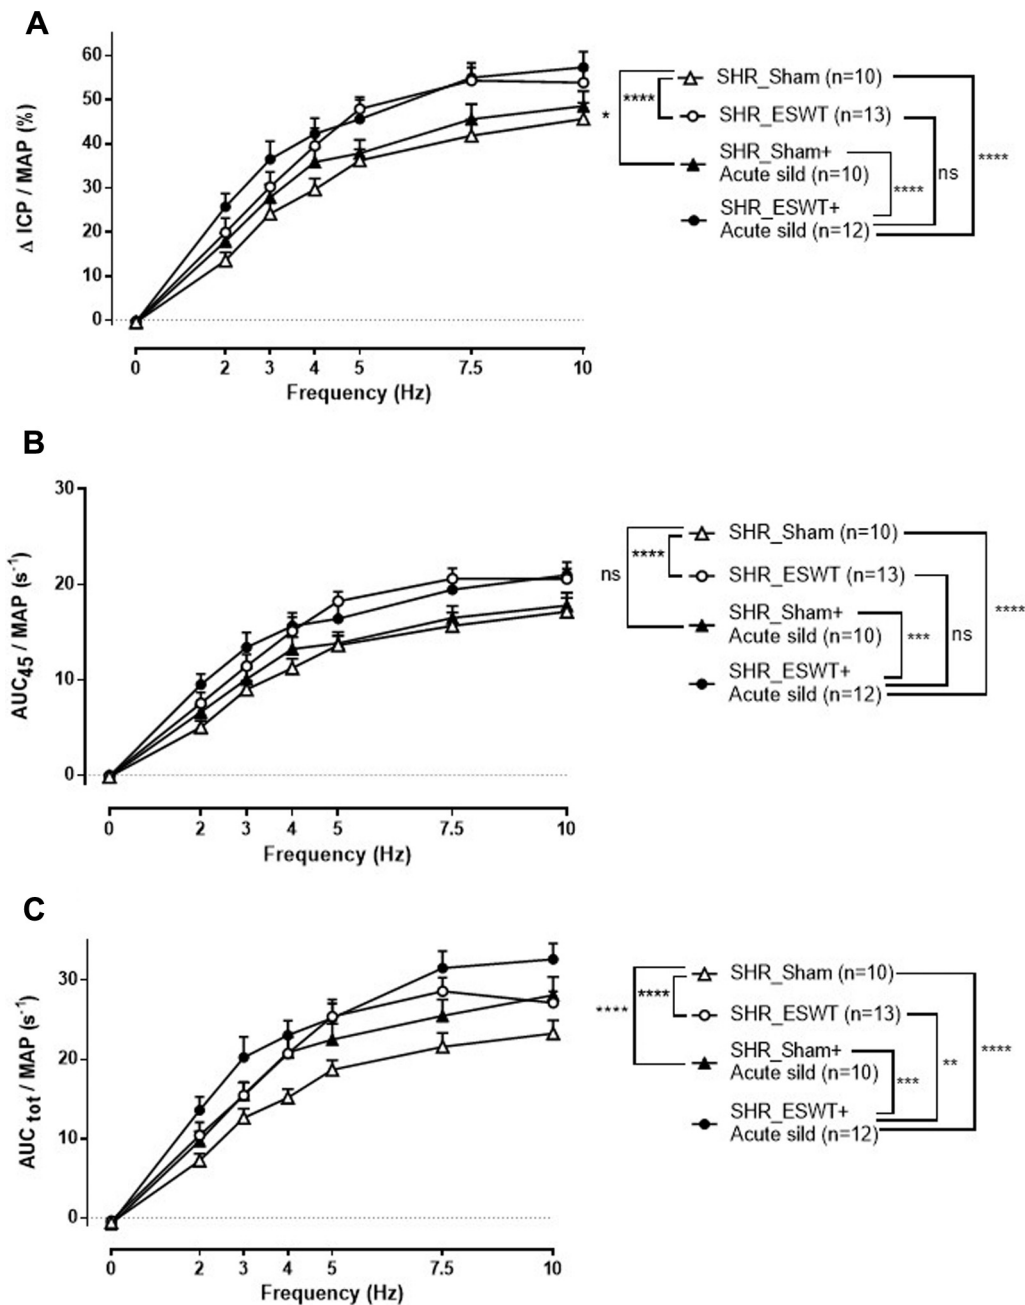 A
Δ ICP / MAP (%)
60
50
40
30
20
10
0
0 2 3 4 5 7.5 10
Frequency (Hz)
SHR_Sham (n=10)
SHR_ESWT (n=13)
SHR_Sham+
Acute sild (n=10)
SHR_ESWT+
Acute sild (n=12)
*
****
****
ns
****
B
AUC45 / MAP (s-1)
30
20
10
0
0 2 3 4 5 7.5 10
Frequency (Hz)
SHR_Sham (n=10)
SHR_ESWT (n=13)
SHR_Sham+
Acute sild (n=10)
SHR_ESWT+
Acute sild (n=12)
ns
****
***
ns
****
C
AUC tot / MAP (s-1)
30
20
10
0
0 2 3 4 5 7.5 10
Frequency (Hz)
SHR_Sham (n=10)
SHR_ESWT (n=13)
SHR_Sham+
Acute sild (n=10)
SHR_ESWT+
Acute sild (n=12)
****
****
***
**
****